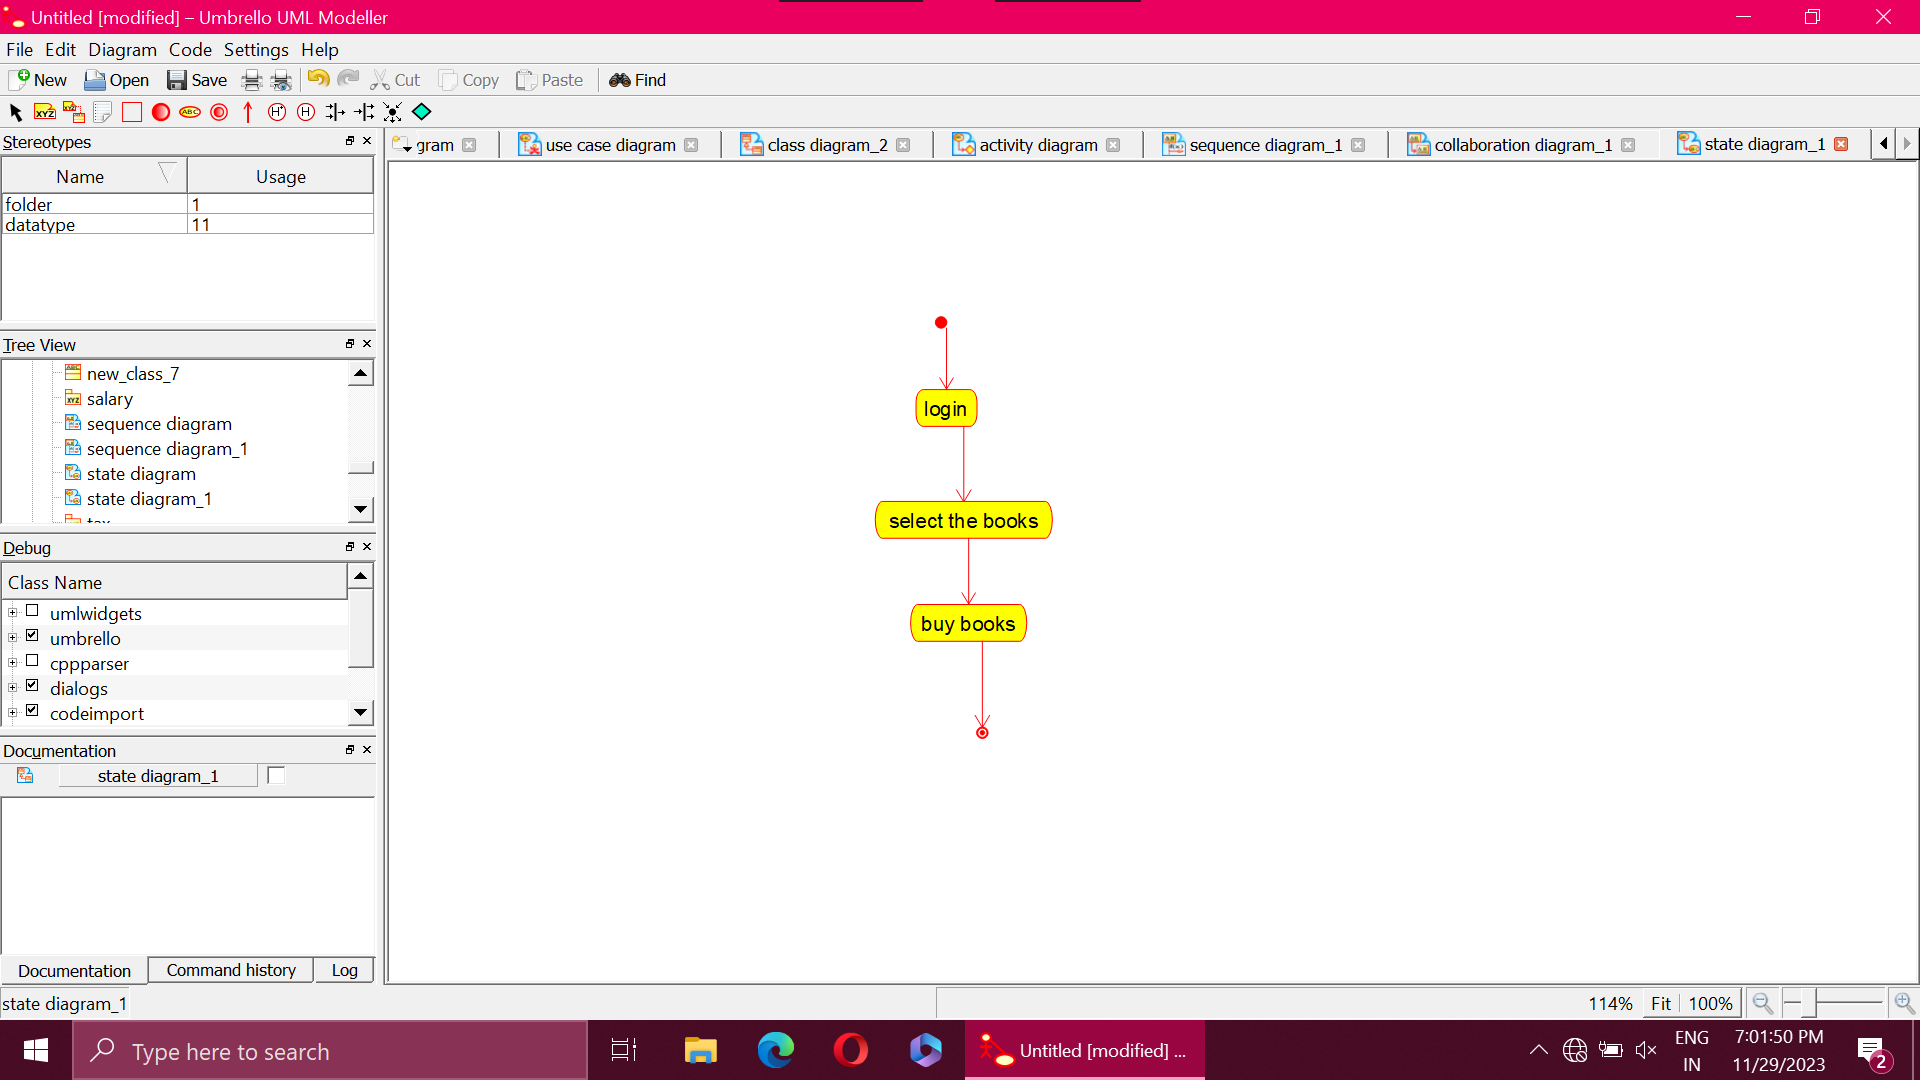 Untitled [modified] – Umbrello UML Modeller
File Edit Diagram Code Settings Help
New Open Save Cut Copy Paste Find
XYZ XYZ ABC H* H
Stereotypes
gram use case diagram class diagram_2 activity diagram sequence diagram_1 collaboration diagram_1 state diagram_1
Name Usage
folder 1
datatype 11
Tree View
new_class_7
salary
sequence diagram
sequence diagram_1
state diagram
state diagram_1
tax
login
select the books
buy books
Debug
Class Name
umlwidgets
umbrello
cppparser
dialogs
codeimport
Documentation
state diagram_1
Documentation Command history Log
state diagram_1
114% Fit 100%
Type here to search
Untitled [modified] ...
ENG
IN
7:01:50 PM
11/29/2023
2